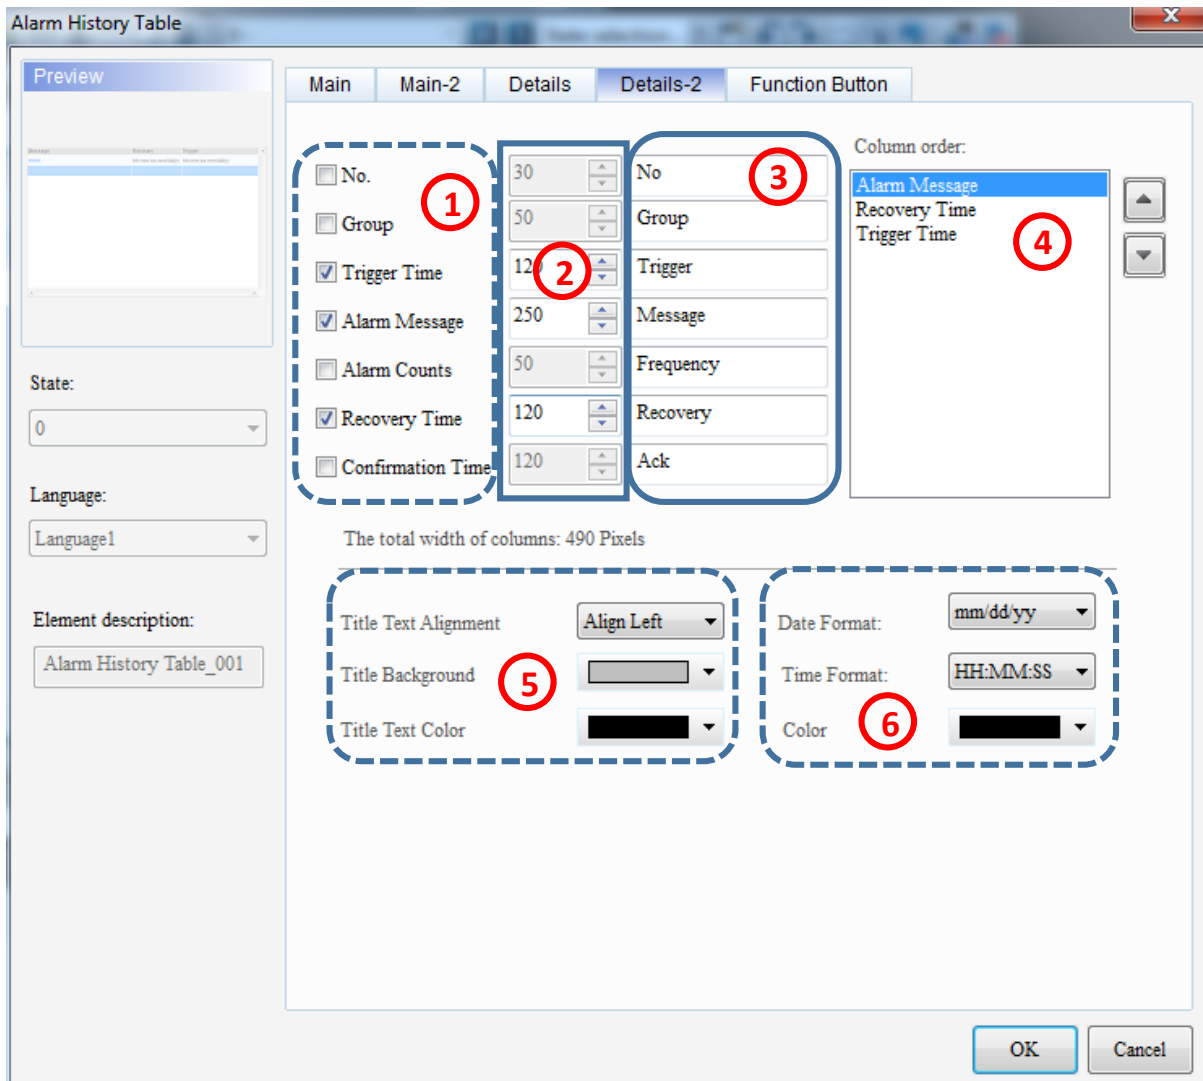 Alarm History Table
X
Preview
Main Main-2 Details Details-2 Function Button
Message Recovery Trigger
Column order:
No. 1 30 No 3
Alarm Message
Recovery Time
Trigger Time
4
Group 50 Group
Trigger Time 120 2 Trigger
Alarm Message 250 Message
Alarm Counts 50 Frequency
Recovery Time 120 Recovery
Confirmation Time 120 Ack
State:
0
Language:
Language1
Element description:
Alarm History Table_001
The total width of columns: 490 Pixels
Title Text Alignment Align Left
Title Background 5
Title Text Color
Date Format: mm/dd/yy
Time Format: HH:MM:SS
Color 6
OK Cancel